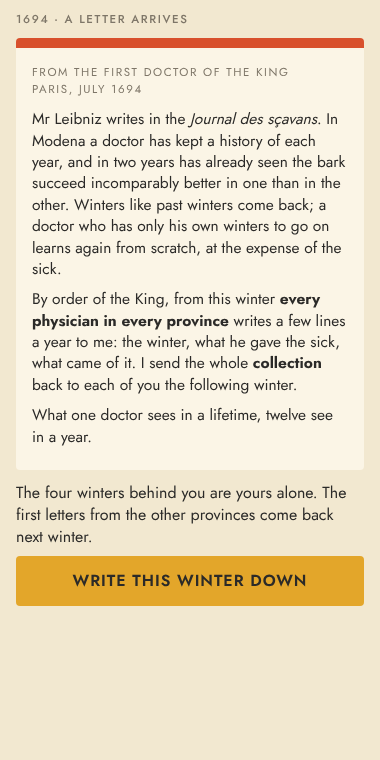 1694 · A LETTER ARRIVES
FROM THE FIRST DOCTOR OF THE KING
PARIS, JULY 1694
Mr Leibniz writes in the Journal des sçavans. In
Modena a doctor has kept a history of each
year, and in two years has already seen the bark
succeed incomparably better in one than in the
other. Winters like past winters come back; a
doctor who has only his own winters to go on
learns again from scratch, at the expense of the
sick.
By order of the King, from this winter every
physician in every province writes a few lines
a year to me: the winter, what he gave the sick,
what came of it. I send the whole collection
back to each of you the following winter.
What one doctor sees in a lifetime, twelve see
in a year.
The four winters behind you are yours alone. The
first letters from the other provinces come back
next winter.
WRITE THIS WINTER DOWN